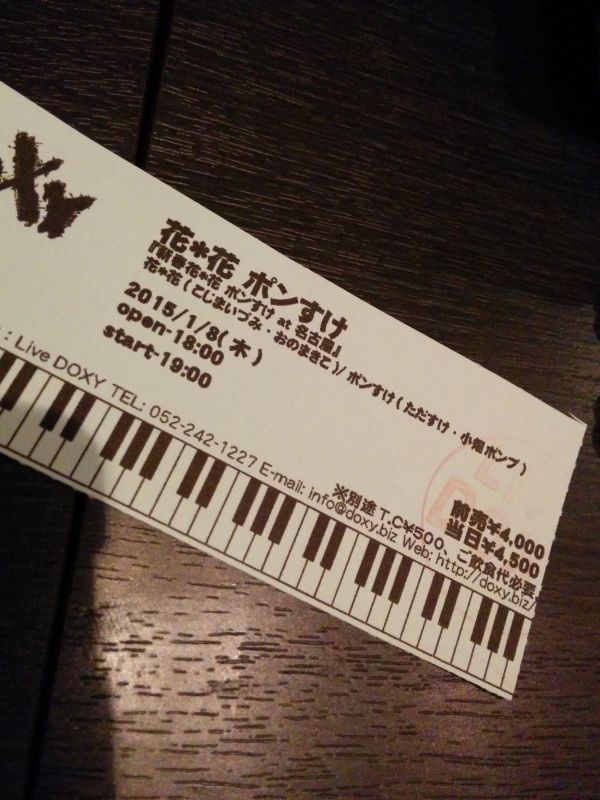 花*花 ポンすけ
『新春花*花 ポンすけ at 名古屋』
花*花(こじまいづみ・おのまきこ)/ポンすけ(ただすけ・小畑ポンプ)
2015/1/8(木)
open-18:00
start-19:00
前売¥4,000
当日¥4,500
※別途T.C¥500、ご飲食代必要
: Live DOXY TEL: 052-242-1227 E-mail: info@doxy.biz Web: http://doxy.biz/